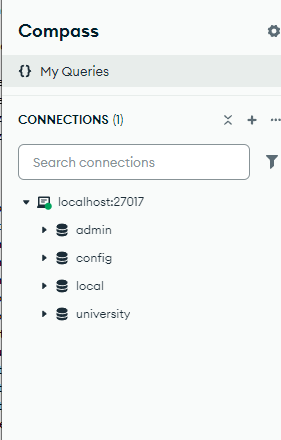 Compass
{} My Queries
CONNECTIONS (1)
Search connections
localhost:27017
admin
config
local
university